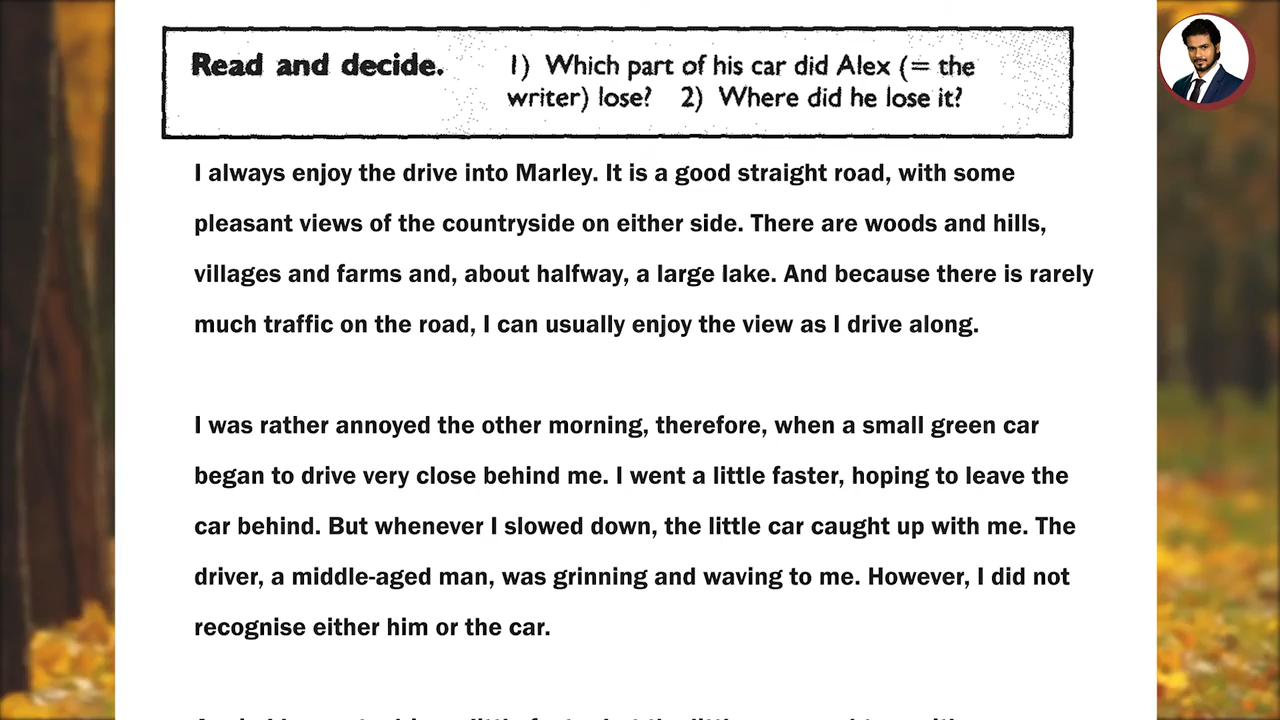 Read and decide. 1) Which part of his car did Alex (= the
writer) lose? 2) Where did he lose it?
I always enjoy the drive into Marley. It is a good straight road, with some
pleasant views of the countryside on either side. There are woods and hills,
villages and farms and, about halfway, a large lake. And because there is rarely
much traffic on the road, I can usually enjoy the view as I drive along.
I was rather annoyed the other morning, therefore, when a small green car
began to drive very close behind me. I went a little faster, hoping to leave the
car behind. But whenever I slowed down, the little car caught up with me. The
driver, a middle-aged man, was grinning and waving to me. However, I did not
recognise either him or the car.